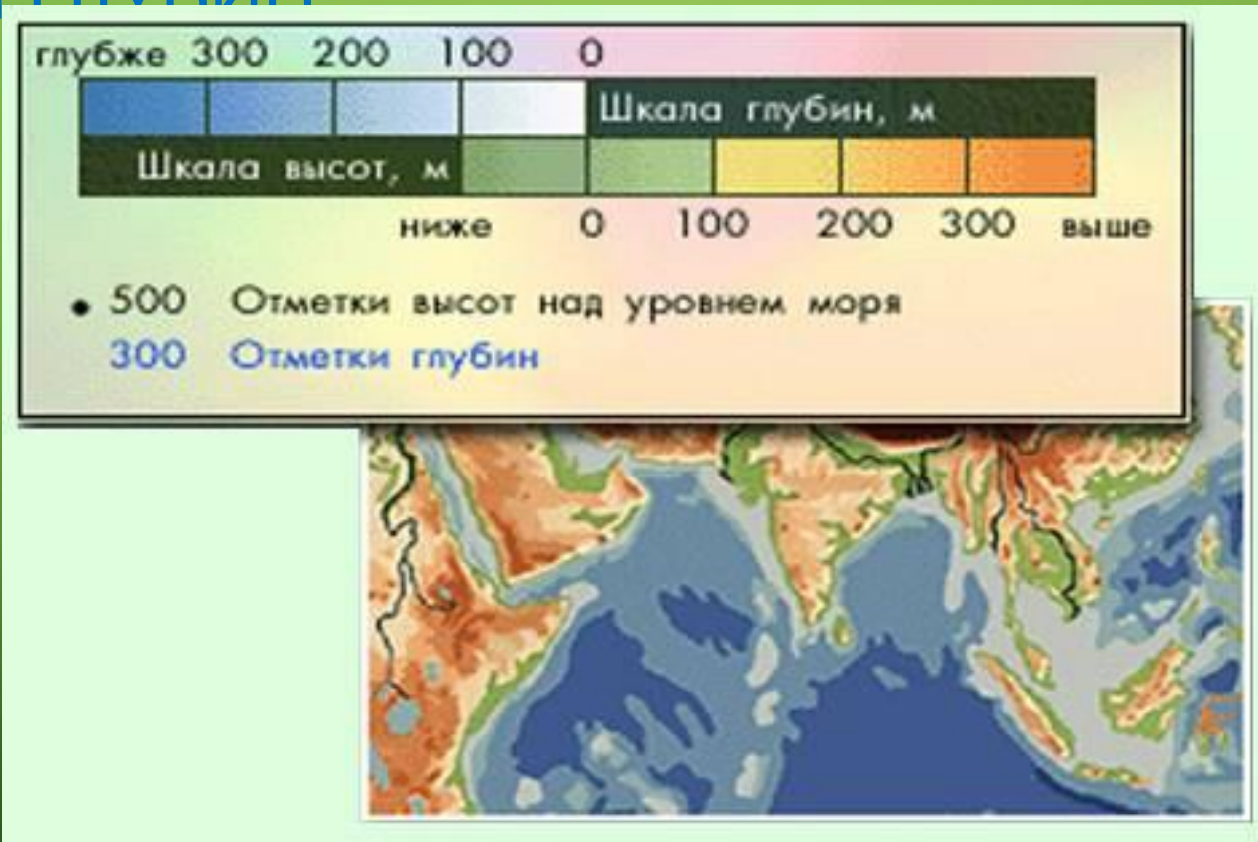 глубже 300 200 100 0
Шкала глубин, м
Шкала высот, м
ниже 0 100 200 300 выше
• 500 Отметки высот над уровнем моря
300 Отметки глубин